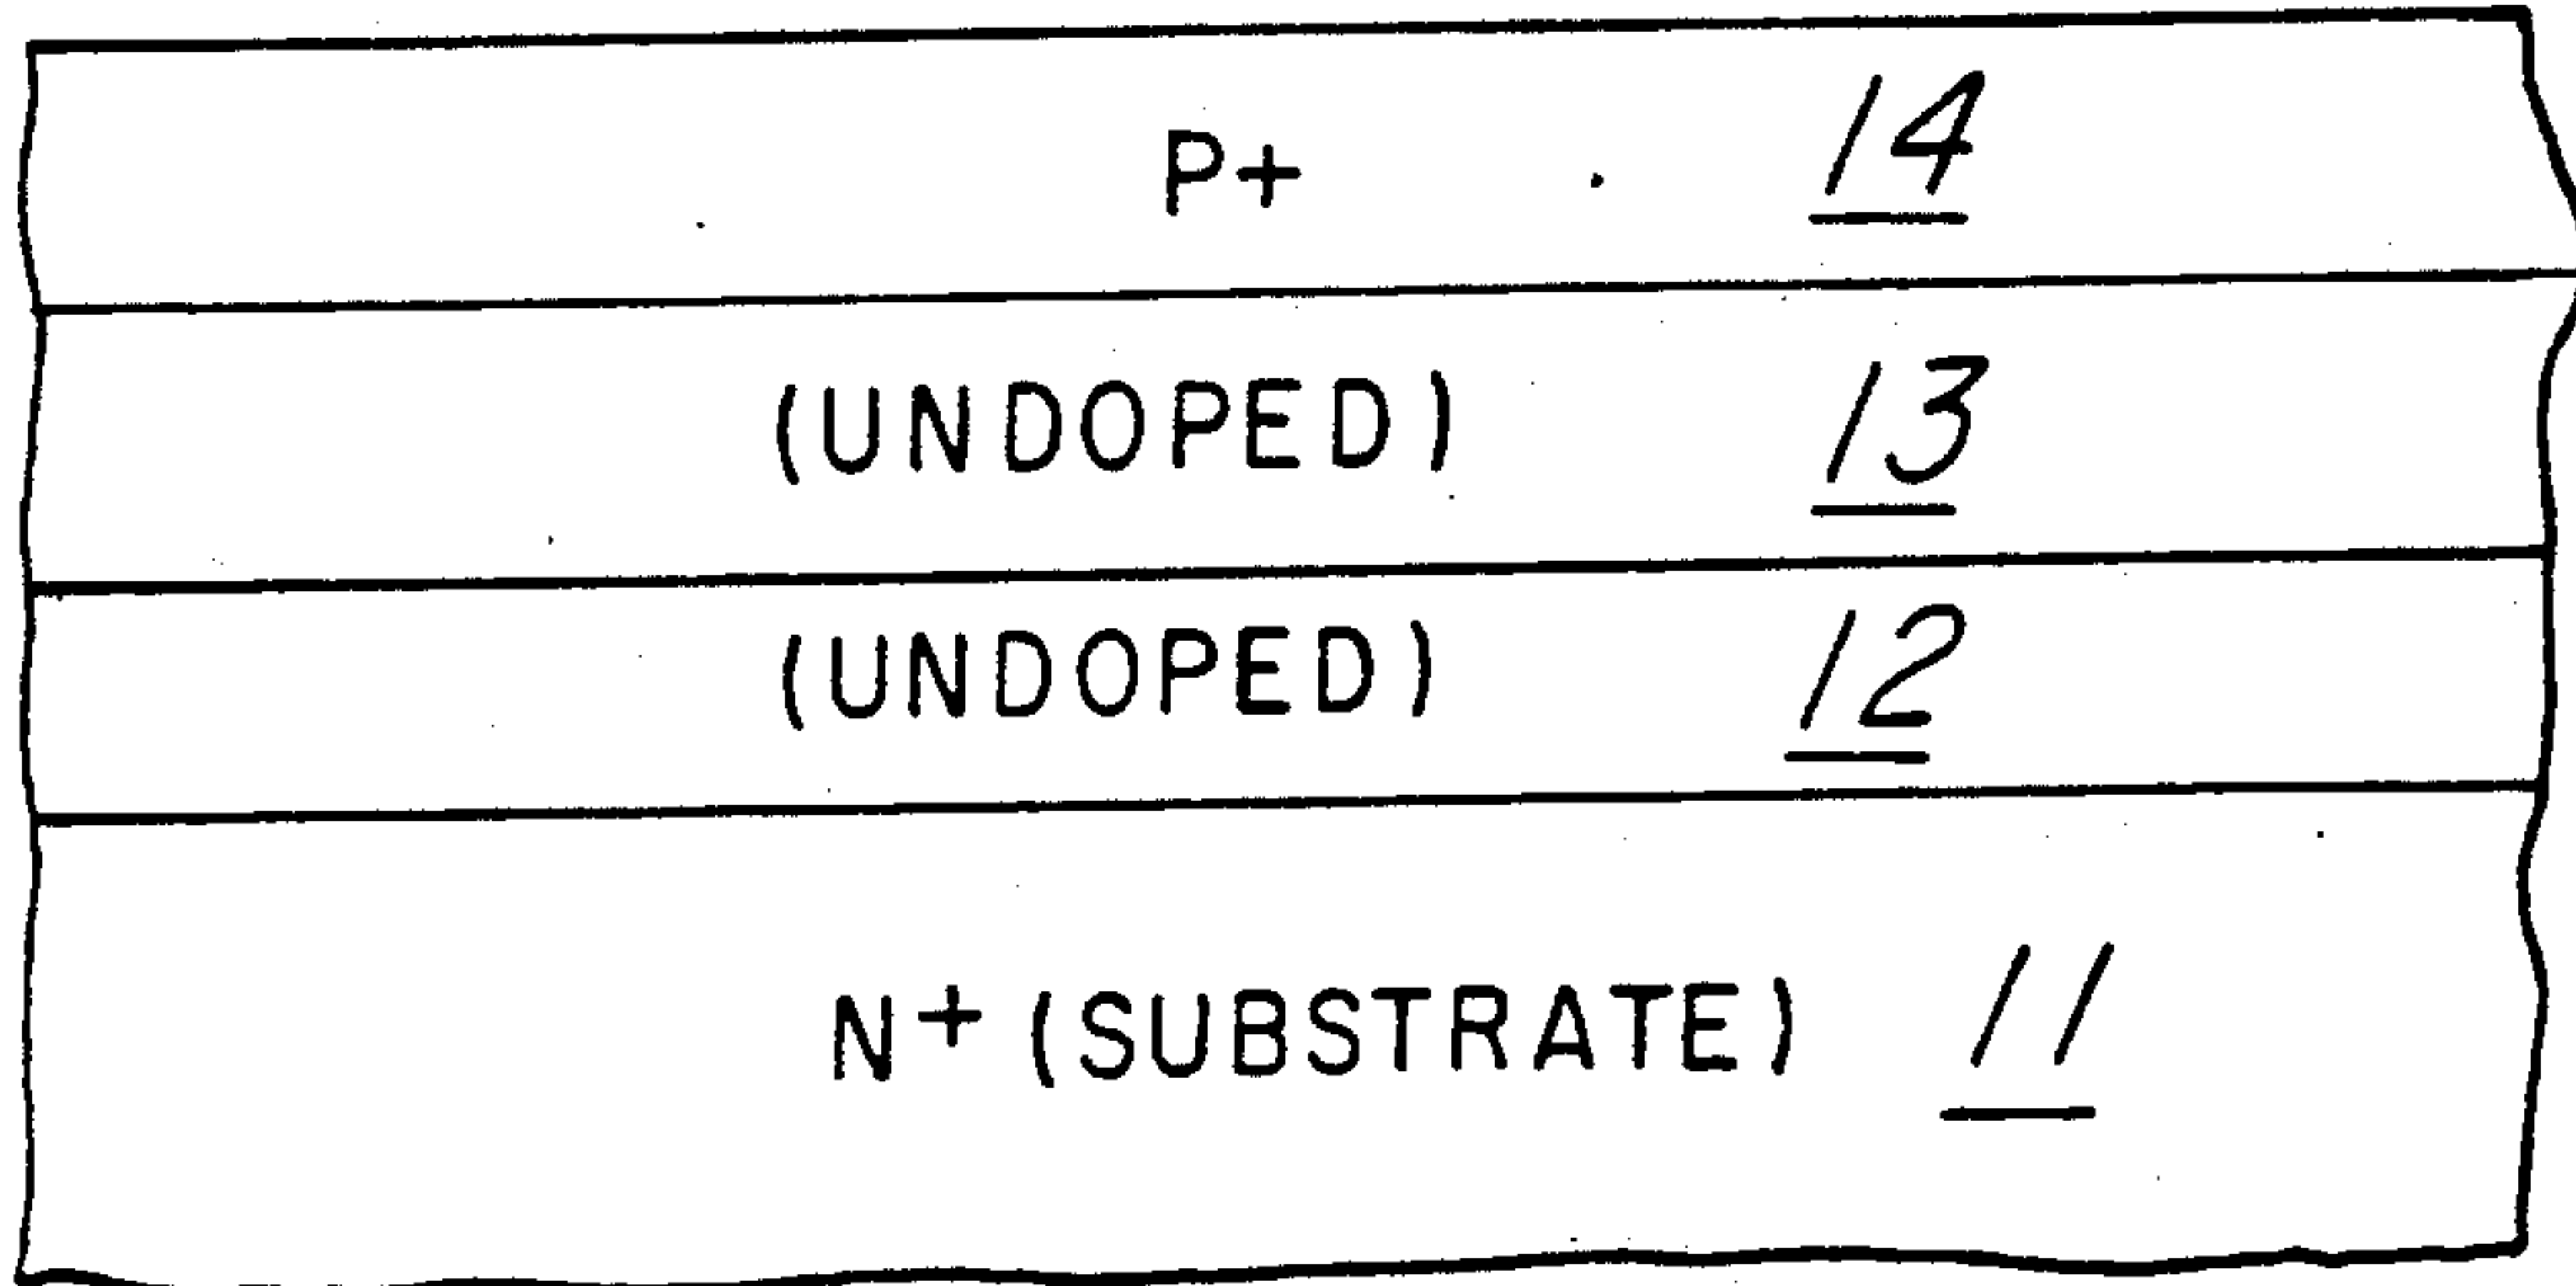 P+ 14
(UNDOPED) 13
(UNDOPED) 12
N+ (SUBSTRATE) 11